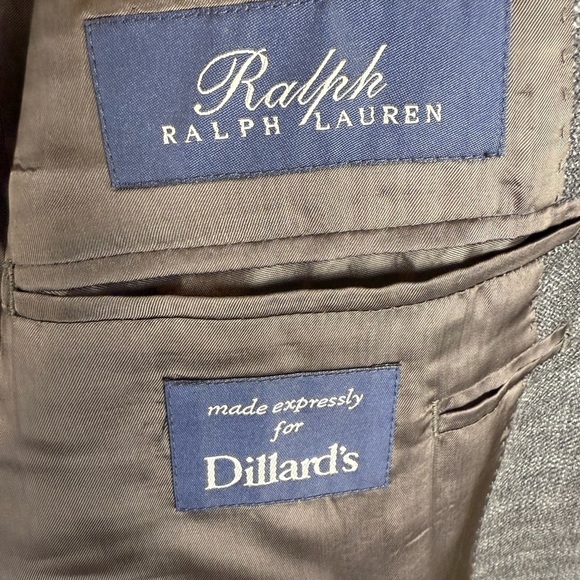 Ralph
RALPH LAUREN
made expressly
for
Dillard's